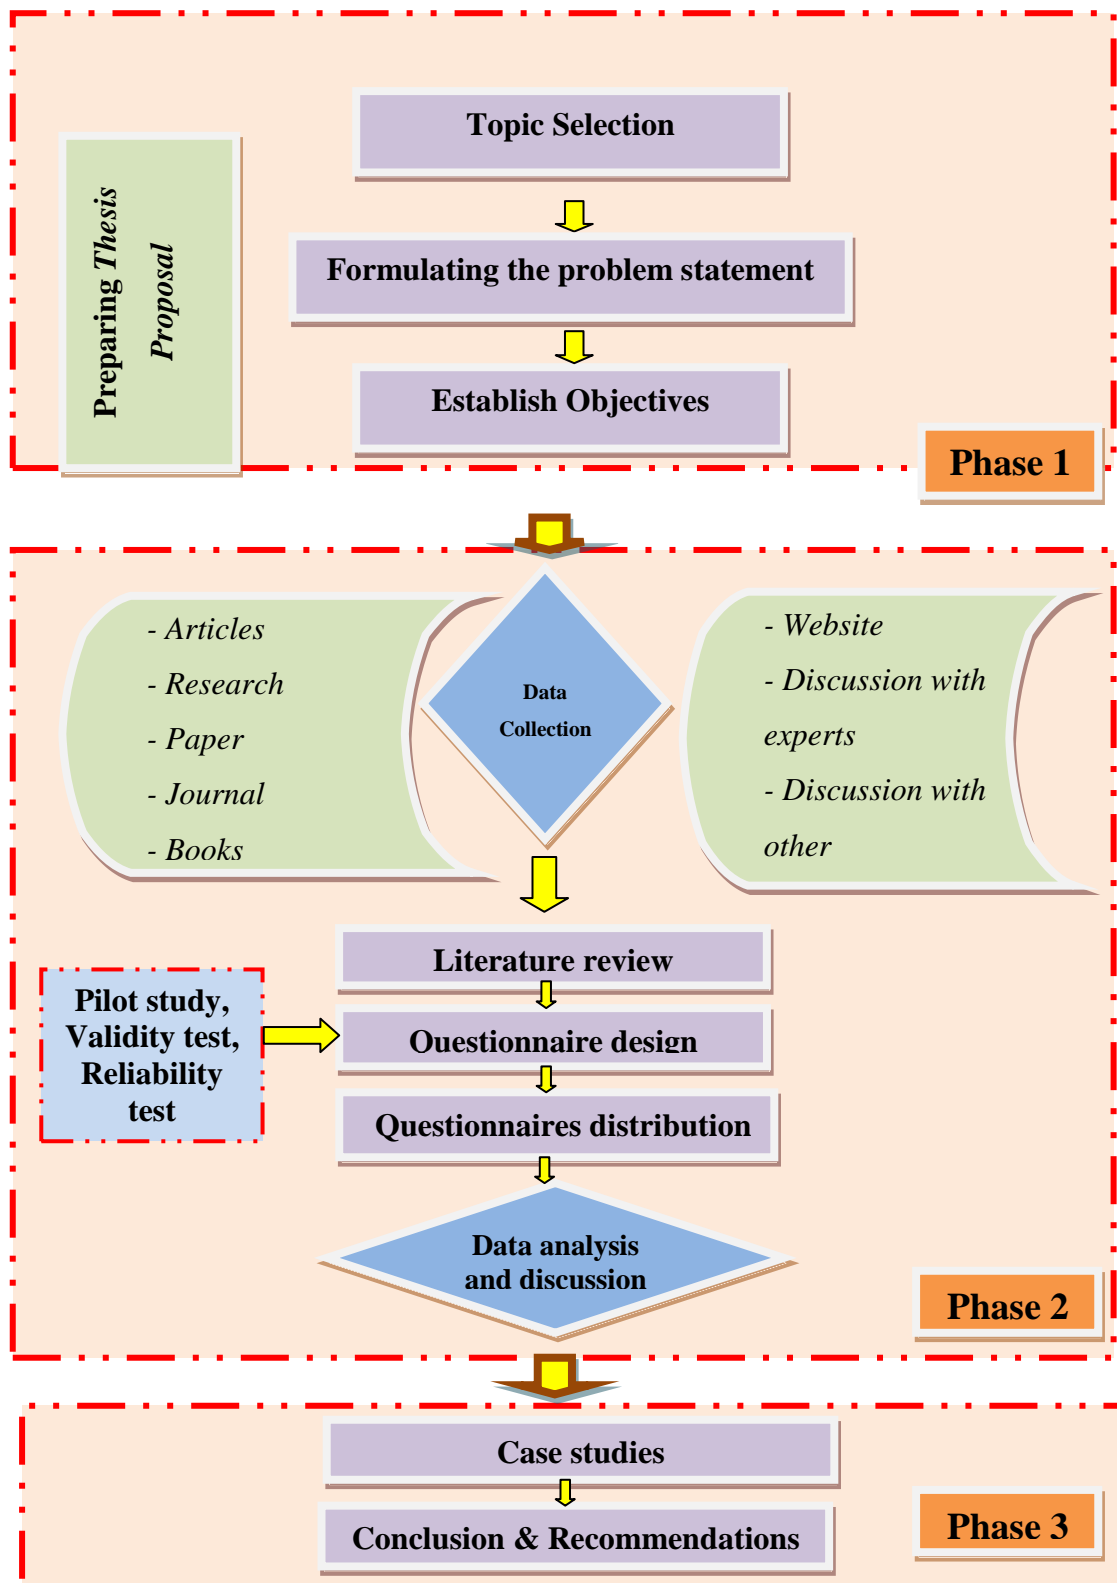 Topic Selection
Preparing Thesis
Proposal
Formulating the problem statement
Establish Objectives
Phase 1
- Articles
- Research
- Paper
- Journal
- Books
Data
Collection
- Website
- Discussion with
experts
- Discussion with
other
Literature review
Pilot study,
Validity test,
Reliability
test
Questionnaire design
Questionnaires distribution
Data analysis
and discussion
Phase 2
Case studies
Conclusion & Recommendations
Phase 3